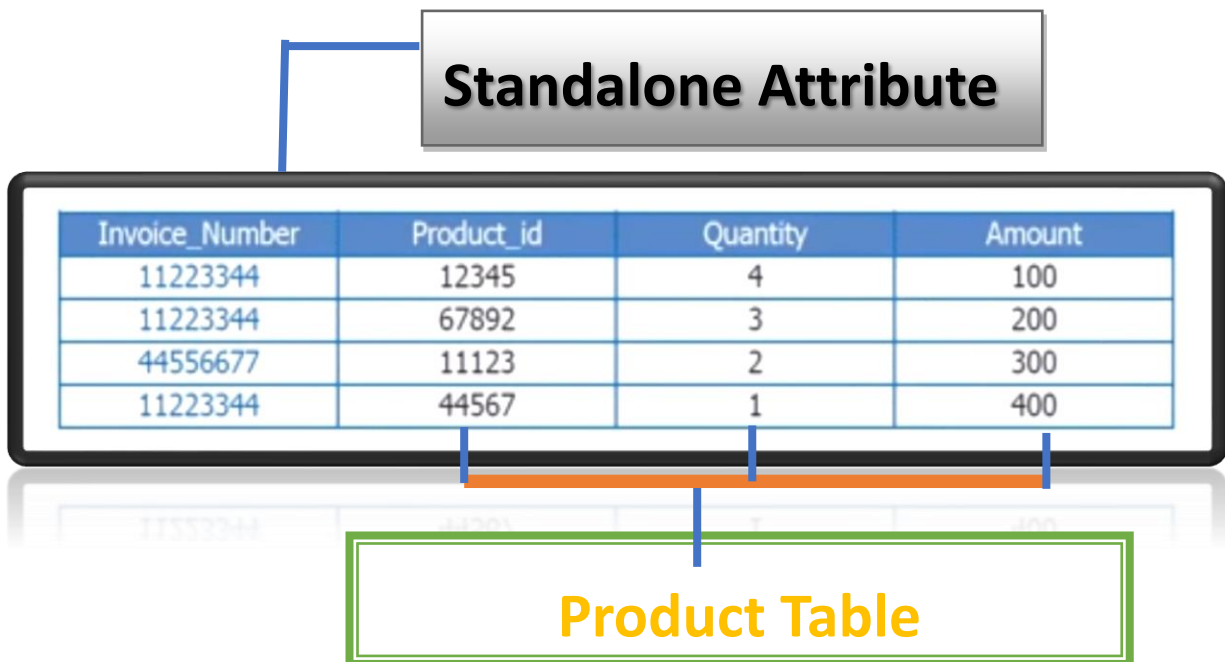 Standalone Attribute
Invoice_Number Product_id Quantity Amount
11223344 12345 4 100
11223344 67892 3 200
44556677 11123 2 300
11223344 44567 1 400
Product Table